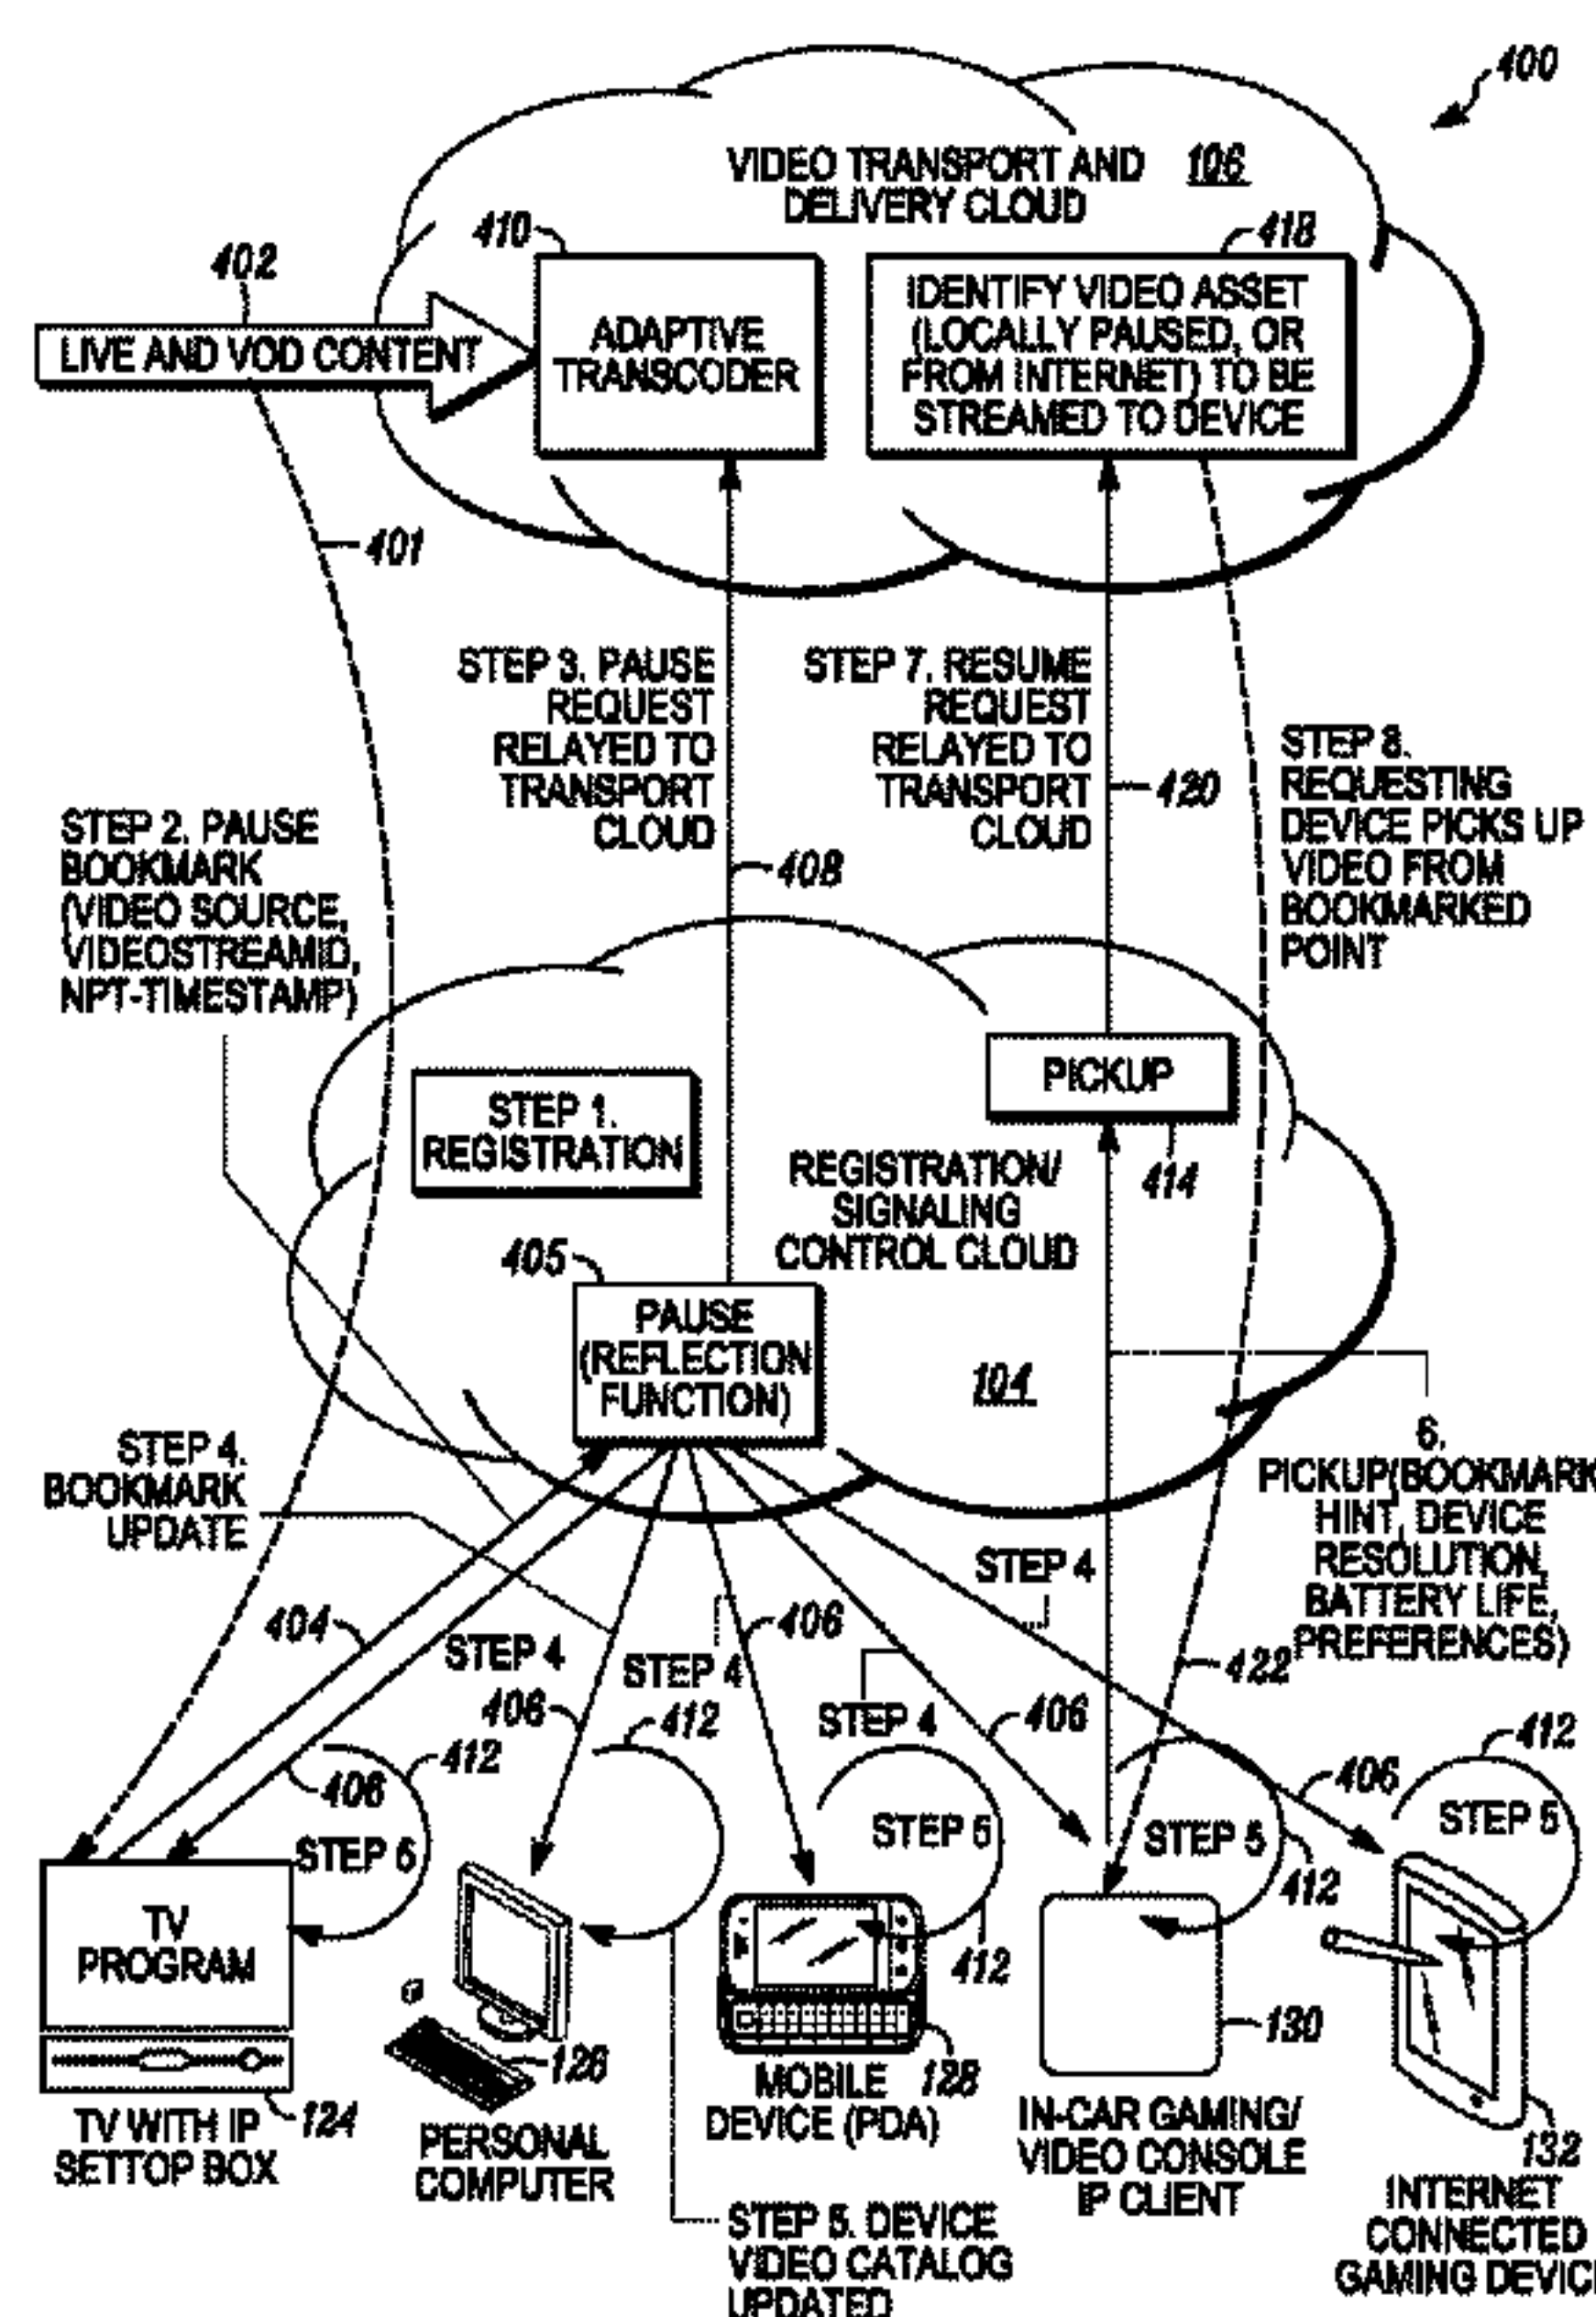 400
VIDEO TRANSPORT AND
DELIVERY CLOUD
106
410
418
402
LIVE AND VOD CONTENT
ADAPTIVE
TRANSCODER
IDENTIFY VIDEO ASSET
(LOCALLY PAUSED, OR
FROM INTERNET) TO BE
STREAMED TO DEVICE
401
STEP 3. PAUSE
REQUEST
RELAYED TO
TRANSPORT
CLOUD
408
STEP 7. RESUME
REQUEST
RELAYED TO
TRANSPORT
CLOUD
420
STEP 8.
REQUESTING
DEVICE PICKS UP
VIDEO FROM
BOOKMARKED
POINT
STEP 2. PAUSE
BOOKMARK
(VIDEO SOURCE,
VIDEOSTREAMID,
NPT-TIMESTAMP)
PICKUP
414
STEP 1.
REGISTRATION
REGISTRATION/
SIGNALING
CONTROL CLOUD
405
PAUSE
(REFLECTION
FUNCTION)
104
STEP 4.
BOOKMARK
UPDATE
6.
PICKUP(BOOKMARK
HINT, DEVICE
RESOLUTION,
BATTERY LIFE,
PREFERENCES)
STEP 4
404
STEP 4
STEP 4
406
STEP 4
422
406
412
406
412
406
412
406
STEP 5
STEP 5
STEP 5
STEP 5
412
412
TV
PROGRAM
124
TV WITH IP
SETTOP BOX
126
PERSONAL
COMPUTER
128
MOBILE
DEVICE (PDA)
130
IN-CAR GAMING/
VIDEO CONSOLE
IP CLIENT
132
INTERNET
CONNECTED
GAMING DEVICE
STEP 5. DEVICE
VIDEO CATALOG
UPDATED